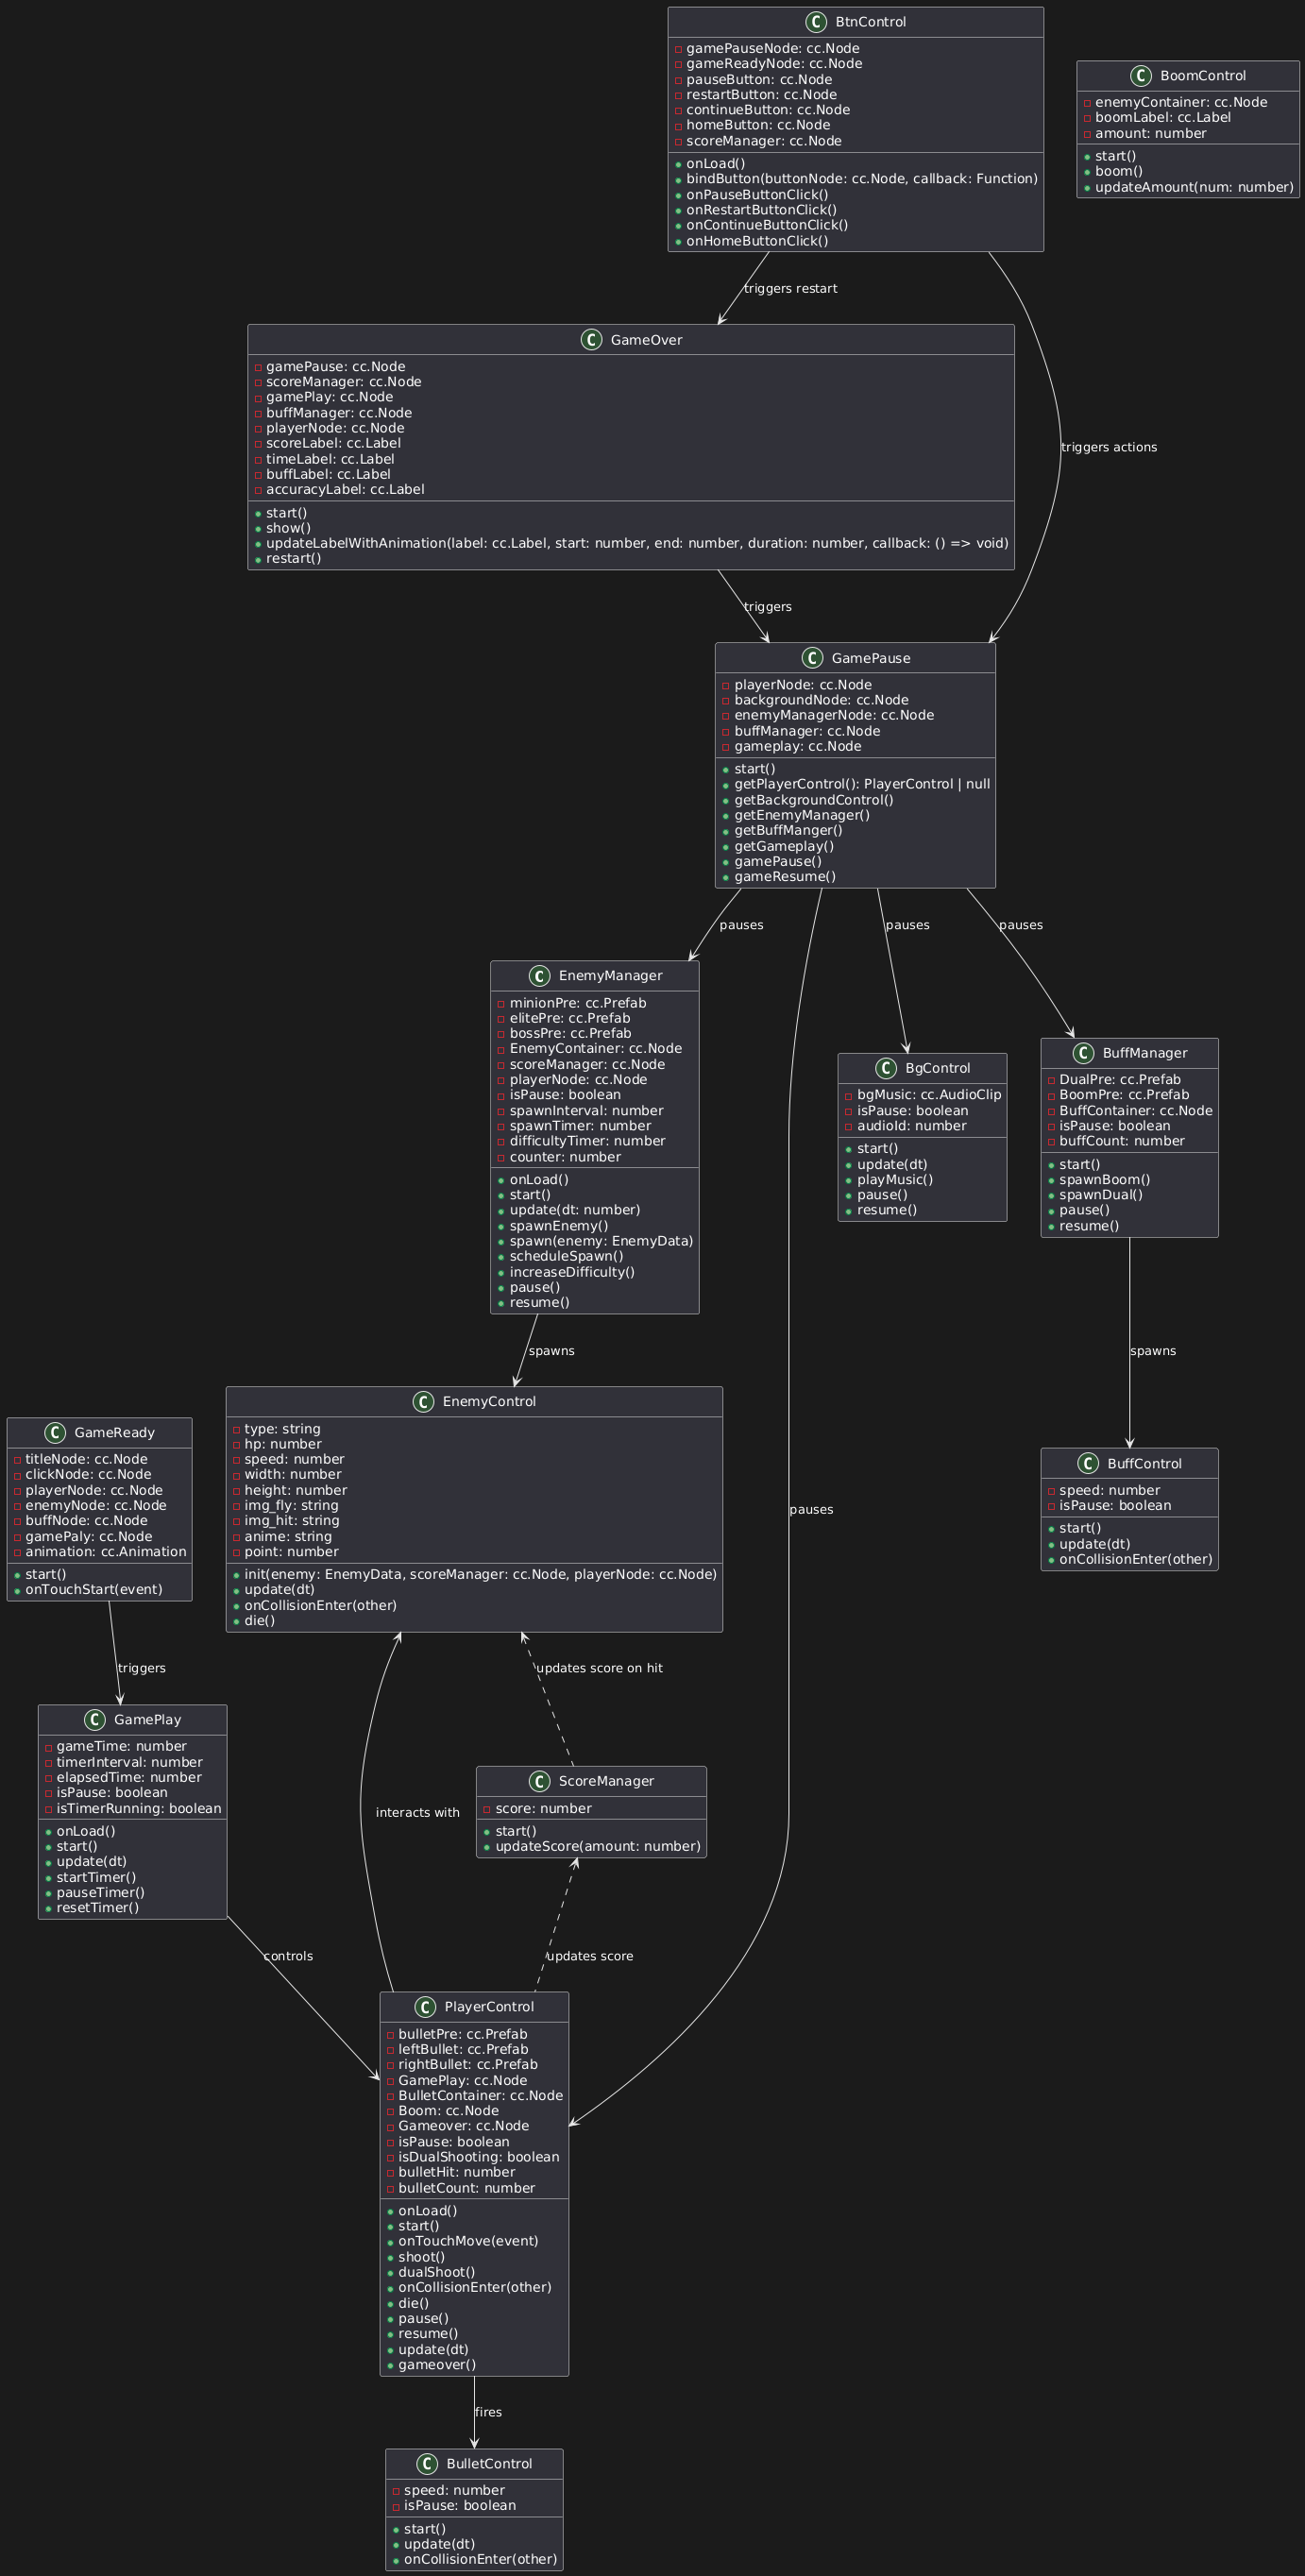 C BtnControl
gamePauseNode: cc.Node
gameReadyNode: cc.Node
pauseButton: cc.Node
restartButton: cc.Node
continueButton: cc.Node
homeButton: cc.Node
scoreManager: cc.Node
onLoad()
bindButton(buttonNode: cc.Node, callback: Function)
onPauseButtonClick()
onRestartButtonClick()
onContinueButtonClick()
onHomeButtonClick()
C BoomControl
enemyContainer: cc.Node
boomLabel: cc.Label
amount: number
start()
boom()
updateAmount(num: number)
triggers restart
C GameOver
gamePause: cc.Node
scoreManager: cc.Node
gamePlay: cc.Node
buffManager: cc.Node
playerNode: cc.Node
scoreLabel: cc.Label
timeLabel: cc.Label
buffLabel: cc.Label
accuracyLabel: cc.Label
start()
show()
updateLabelWithAnimation(label: cc.Label, start: number, end: number, duration: number, callback: () => void)
restart()
triggers actions
triggers
C GamePause
playerNode: cc.Node
backgroundNode: cc.Node
enemyManagerNode: cc.Node
buffManager: cc.Node
gameplay: cc.Node
start()
getPlayerControl(): PlayerControl | null
getBackgroundControl()
getEnemyManager()
getBuffManger()
getGameplay()
gamePause()
gameResume()
pauses
pauses
pauses
C EnemyManager
minionPre: cc.Prefab
elitePre: cc.Prefab
bossPre: cc.Prefab
EnemyContainer: cc.Node
scoreManager: cc.Node
playerNode: cc.Node
isPause: boolean
spawnInterval: number
spawnTimer: number
difficultyTimer: number
counter: number
onLoad()
start()
update(dt: number)
spawnEnemy()
spawn(enemy: EnemyData)
scheduleSpawn()
increaseDifficulty()
pause()
resume()
C BgControl
bgMusic: cc.AudioClip
isPause: boolean
audioId: number
start()
update(dt)
playMusic()
pause()
resume()
C BuffManager
DualPre: cc.Prefab
BoomPre: cc.Prefab
BuffContainer: cc.Node
isPause: boolean
buffCount: number
start()
spawnBoom()
spawnDual()
pause()
resume()
spawns
spawns
C EnemyControl
type: string
hp: number
speed: number
width: number
height: number
img_fly: string
img_hit: string
anime: string
point: number
init(enemy: EnemyData, scoreManager: cc.Node, playerNode: cc.Node)
update(dt)
onCollisionEnter(other)
die()
C GameReady
titleNode: cc.Node
clickNode: cc.Node
playerNode: cc.Node
enemyNode: cc.Node
buffNode: cc.Node
gamePaly: cc.Node
animation: cc.Animation
start()
onTouchStart(event)
pauses
C BuffControl
speed: number
isPause: boolean
start()
update(dt)
onCollisionEnter(other)
triggers
updates score on hit
C GamePlay
gameTime: number
timerInterval: number
elapsedTime: number
isPause: boolean
isTimerRunning: boolean
onLoad()
start()
update(dt)
startTimer()
pauseTimer()
resetTimer()
interacts with
C ScoreManager
score: number
start()
updateScore(amount: number)
controls
updates score
C PlayerControl
bulletPre: cc.Prefab
leftBullet: cc.Prefab
rightBullet: cc.Prefab
GamePlay: cc.Node
BulletContainer: cc.Node
Boom: cc.Node
Gameover: cc.Node
isPause: boolean
isDualShooting: boolean
bulletHit: number
bulletCount: number
onLoad()
start()
onTouchMove(event)
shoot()
dualShoot()
onCollisionEnter(other)
die()
pause()
resume()
update(dt)
gameover()
fires
C BulletControl
speed: number
isPause: boolean
start()
update(dt)
onCollisionEnter(other)